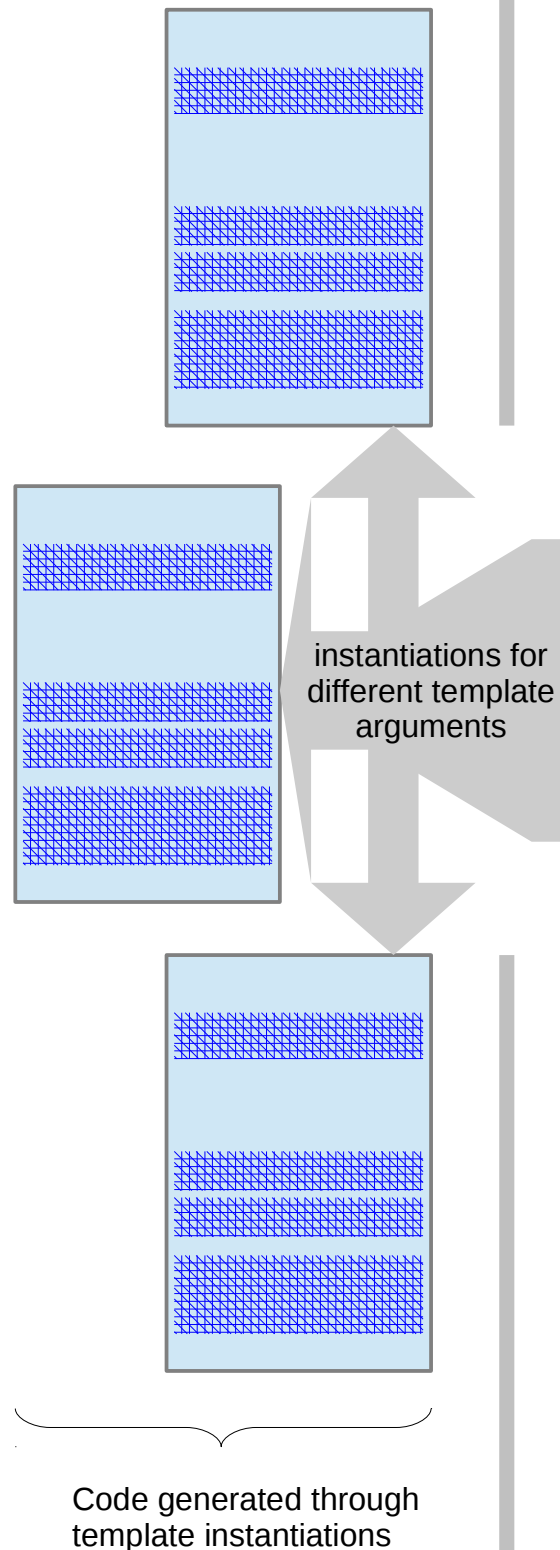 instantiations for
different template
arguments
Code generated through
template instantiations